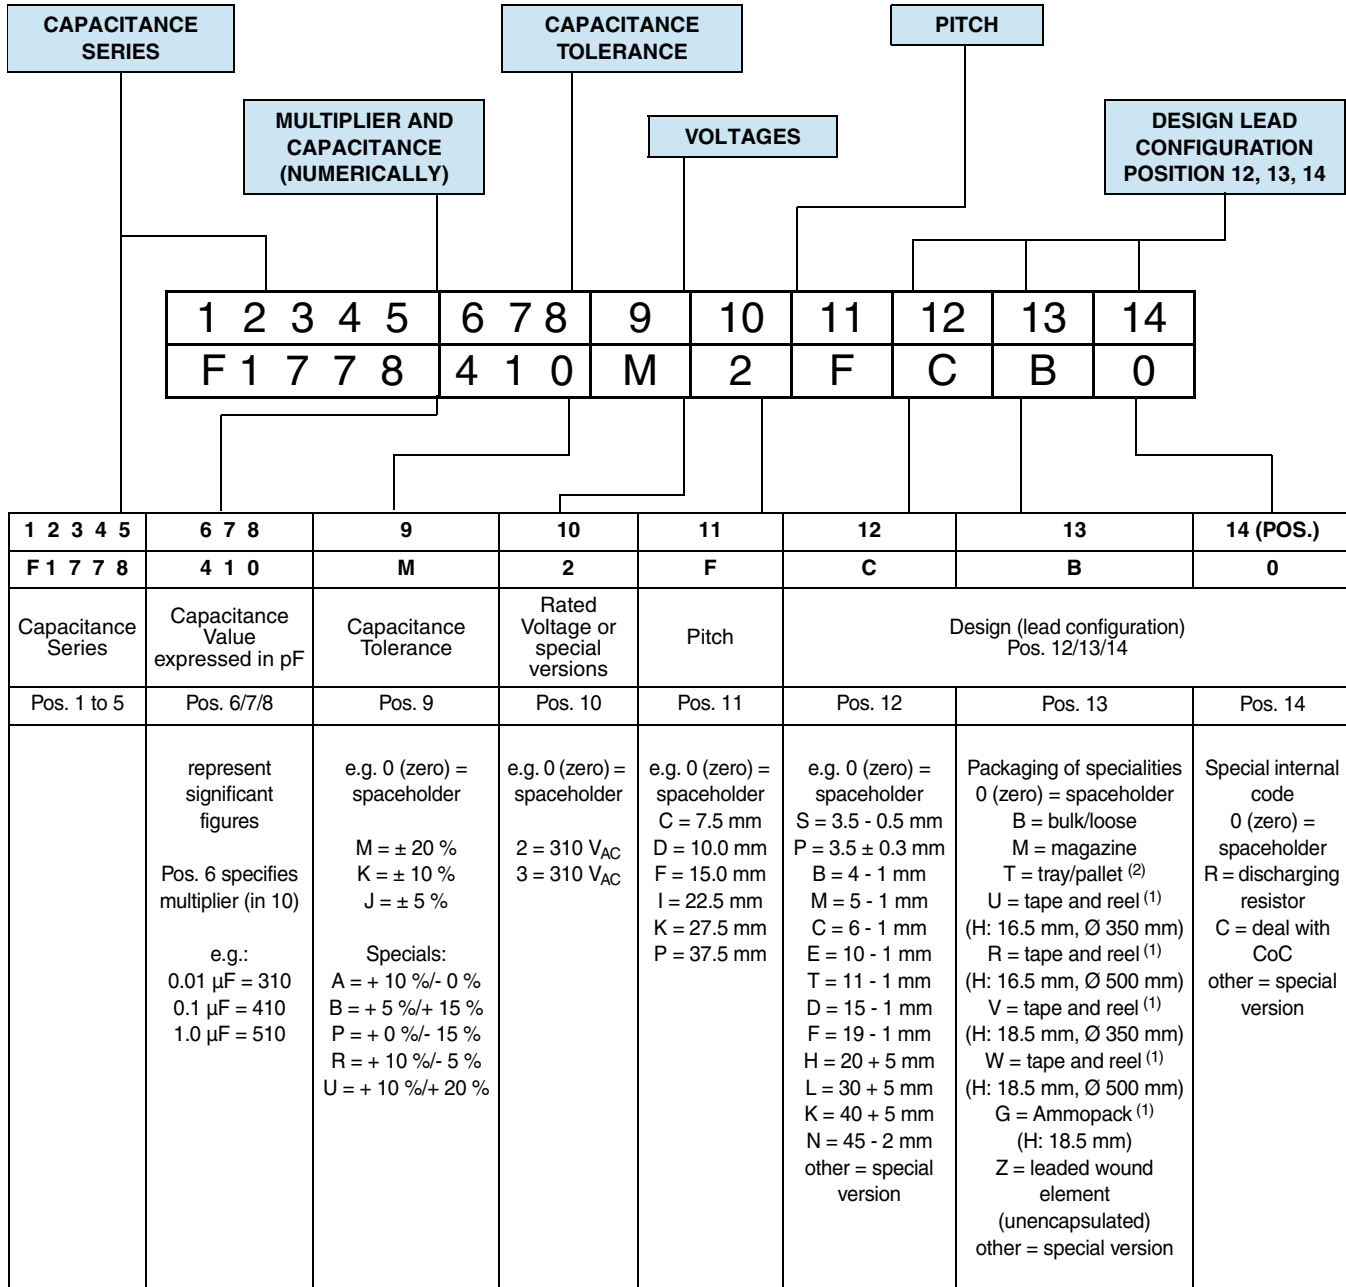 CAPACITANCE
SERIES
CAPACITANCE
TOLERANCE
PITCH
MULTIPLIER AND
CAPACITANCE
(NUMERICALLY)
VOLTAGES
DESIGN LEAD
CONFIGURATION
POSITION 12, 13, 14
1 2 3 4 5 6 7 8 9 10 11 12 13 14
F 1 7 7 8 4 1 0 M 2 F C B 0
1 2 3 4 5 6 7 8 9 10 11 12 13 14 (POS.)
F 1 7 7 8 4 1 0 M 2 F C B 0
Capacitance
Series
Capacitance
Value
expressed in pF
Capacitance
Tolerance
Rated
Voltage or
special
versions
Pitch
Design (lead configuration)
Pos. 12/13/14
Pos. 1 to 5 Pos. 6/7/8 Pos. 9 Pos. 10 Pos. 11 Pos. 12 Pos. 13 Pos. 14
represent
significant
figures
Pos. 6 specifies
multiplier (in 10)
e.g.:
0.01 µF = 310
0.1 µF = 410
1.0 µF = 510
e.g. 0 (zero) =
spaceholder
M = ± 20 %
K = ± 10 %
J = ± 5 %
Specials:
A = + 10 %/- 0 %
B = + 5 %/+ 15 %
P = + 0 %/- 15 %
R = + 10 %/- 5 %
U = + 10 %/+ 20 %
e.g. 0 (zero) =
spaceholder
2 = 310 VAC
3 = 310 VAC
e.g. 0 (zero) =
spaceholder
C = 7.5 mm
D = 10.0 mm
F = 15.0 mm
I = 22.5 mm
K = 27.5 mm
P = 37.5 mm
e.g. 0 (zero) =
spaceholder
S = 3.5 - 0.5 mm
P = 3.5 ± 0.3 mm
B = 4 - 1 mm
M = 5 - 1 mm
C = 6 - 1 mm
E = 10 - 1 mm
T = 11 - 1 mm
D = 15 - 1 mm
F = 19 - 1 mm
H = 20 + 5 mm
L = 30 + 5 mm
K = 40 + 5 mm
N = 45 - 2 mm
other = special
version
Packaging of specialities
0 (zero) = spaceholder
B = bulk/loose
M = magazine
T = tray/pallet (2)
U = tape and reel (1)
(H: 16.5 mm, Ø 350 mm)
R = tape and reel (1)
(H: 16.5 mm, Ø 500 mm)
V = tape and reel (1)
(H: 18.5 mm, Ø 350 mm)
W = tape and reel (1)
(H: 18.5 mm, Ø 500 mm)
G = Ammopack (1)
(H: 18.5 mm)
Z = leaded wound
element
(unencapsulated)
other = special version
Special internal
code
0 (zero) =
spaceholder
R = discharging
resistor
C = deal with
CoC
other = special
version